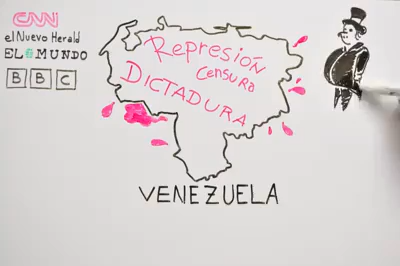 CNN
el Nuevo Herald
EL MUNDO
BBC
Represión
Censura
DICTADURA
VENEZUELA